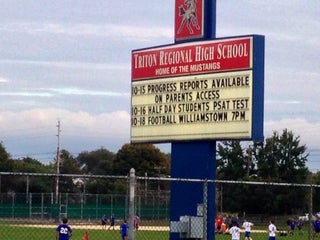 TRITON REGIONAL HIGH SCHOOL
HOME OF THE MUSTANGS
10-15 PROGRESS REPORTS AVAILABLE
ON PARENTS ACCESS
10-16 HALF DAY STUDENTS PSAT TEST
10-18 FOOTBALL WILLIAMSTOWN 7PM